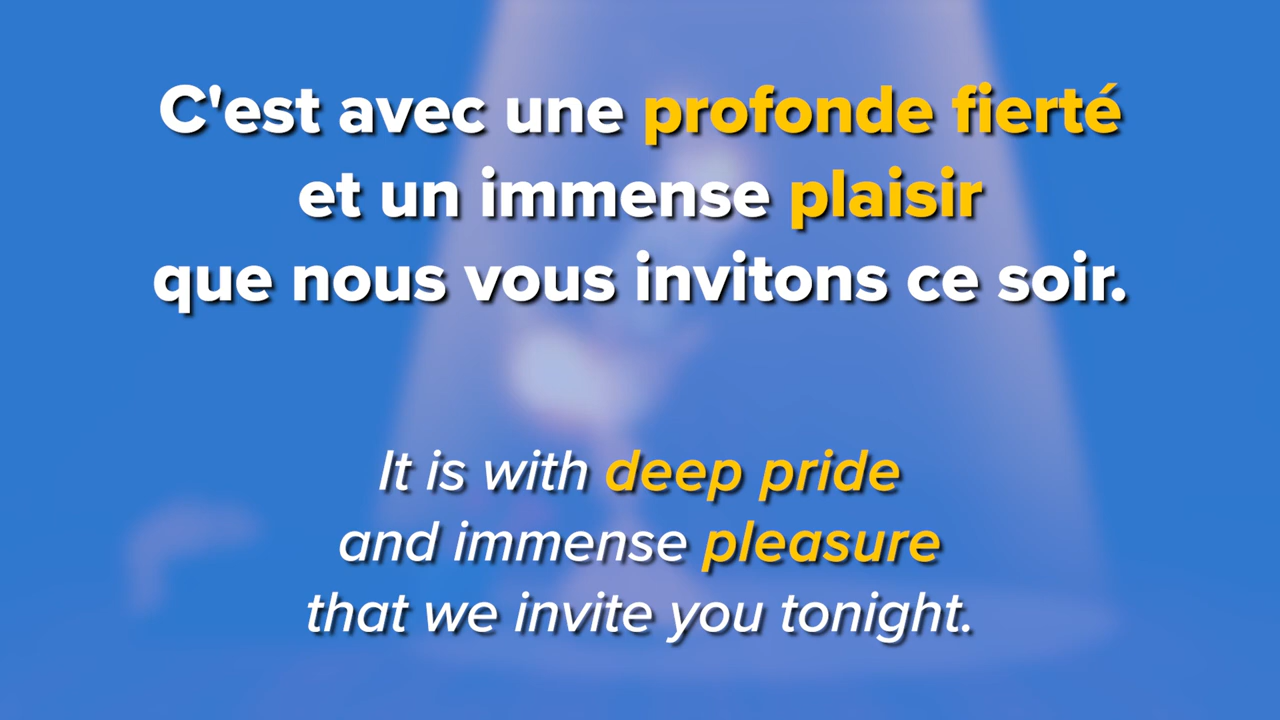 C'est avec une profonde fierté
et un immense plaisir
que nous vous invitons ce soir.
It is with deep pride
and immense pleasure
that we invite you tonight.